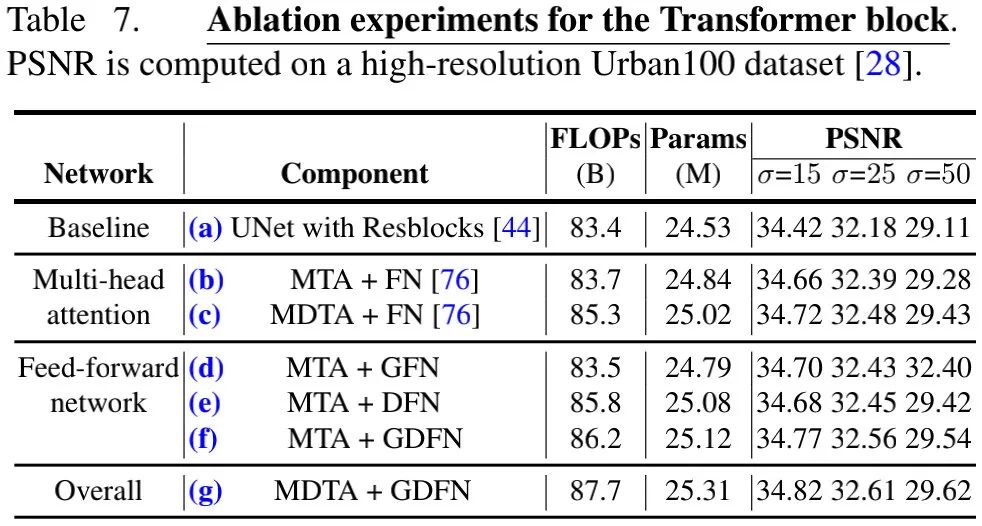 Table 7. Ablation experiments for the Transformer block.
PSNR is computed on a high-resolution Urban100 dataset [28].
FLOPs Params PSNR
Network Component (B) (M) σ=15 σ=25 σ=50
Baseline (a) UNet with Resblocks [44] 83.4 24.53 34.42 32.18 29.11
Multi-head (b) MTA + FN [76] 83.7 24.84 34.66 32.39 29.28
attention (c) MDTA + FN [76] 85.3 25.02 34.72 32.48 29.43
Feed-forward (d) MTA + GFN 83.5 24.79 34.70 32.43 32.40
network (e) MTA + DFN 85.8 25.08 34.68 32.45 29.42
(f) MTA + GDFN 86.2 25.12 34.77 32.56 29.54
Overall (g) MDTA + GDFN 87.7 25.31 34.82 32.61 29.62